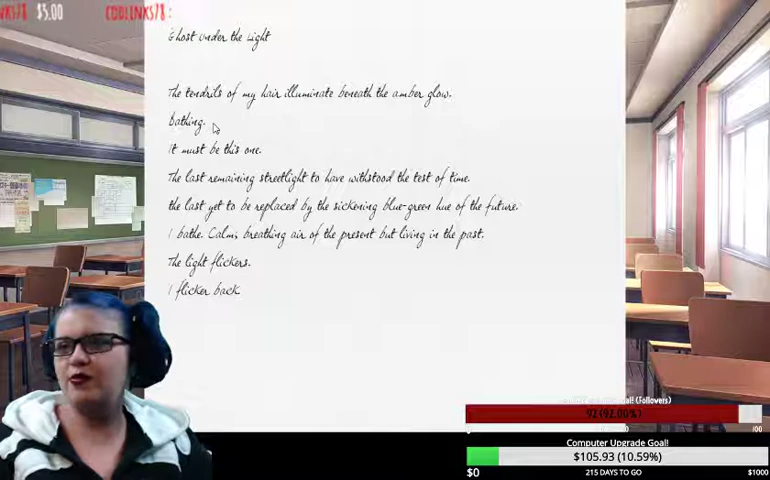 NKS78 $5.00 COOLINKS78:
Ghost Under the Light
The tendrils of my hair illuminate beneath the amber glow.
Bathing.
It must be this one.
The last remaining streetlight to have withstood the test of time.
the last yet to be replaced by the sickening blue-green hue of the future.
I bathe. Calm; breathing air of the present but living in the past.
The light flickers.
I flicker back.
Goal! (Followers)
92 (92.00%)
100
Computer Upgrade Goal!
$105.93 (10.59%)
$0 215 DAYS TO GO $1000